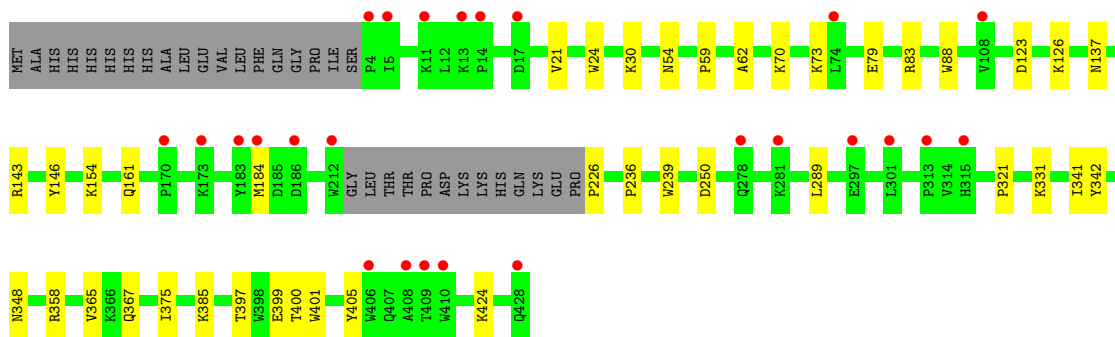 MET ALA HIS HIS HIS HIS HIS HIS ALA LEU GLU VAL LEU PHE GLN GLY PRO ILE SER P4 I5 K11 L12 K13 P14 D17 V21 W24 K30 N54 P59 A62 K70 K73 L74 E79 R83 W88 V108 D123 K126 N137
R143 Y146 K154 Q161 P170 K173 Y183 M184 D185 D186 W212 GLY LEU THR THR PRO ASP LYS LYS HIS GLN LYS GLU PRO P226 P236 W239 D250 Q278 K281 L289 E297 L301 P313 V314 H315 P321 K331 I341 Y342
N348 R358 V365 K366 Q367 I375 K385 T397 W398 E399 T400 W401 Y405 W406 Q407 A408 T409 W410 K424 Q428